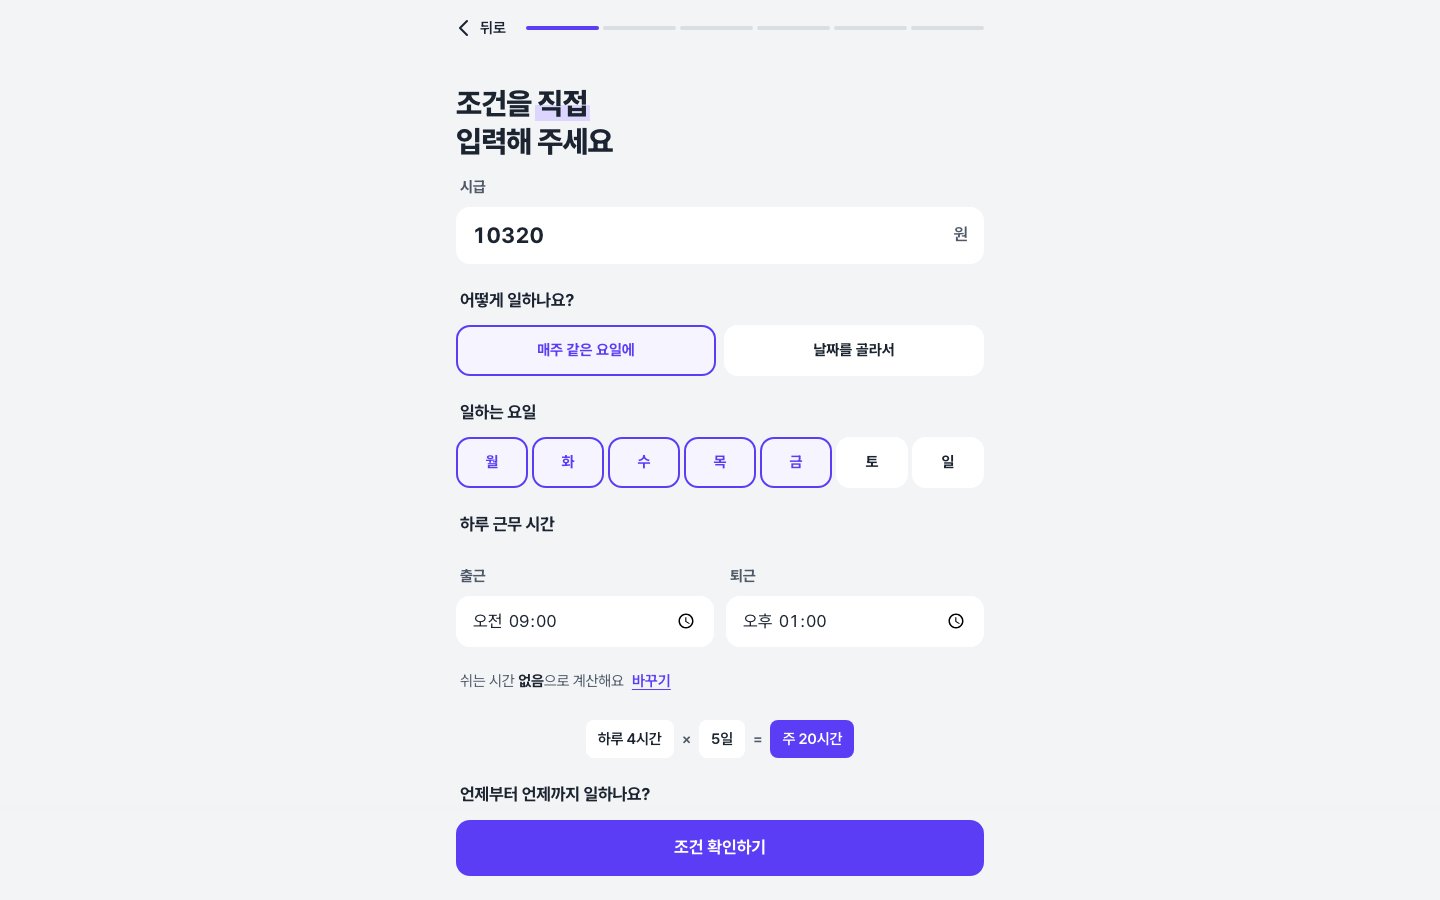 뒤로
조건을 직접
입력해 주세요
시급
10320 원
어떻게 일하나요?
매주 같은 요일에 날짜를 골라서
일하는 요일
월 화 수 목 금 토 일
하루 근무 시간
출근 퇴근
오전 09:00 오후 01:00
쉬는 시간 없음으로 계산해요 바꾸기
하루 4시간 × 5일 = 주 20시간
언제부터 언제까지 일하나요?
조건 확인하기